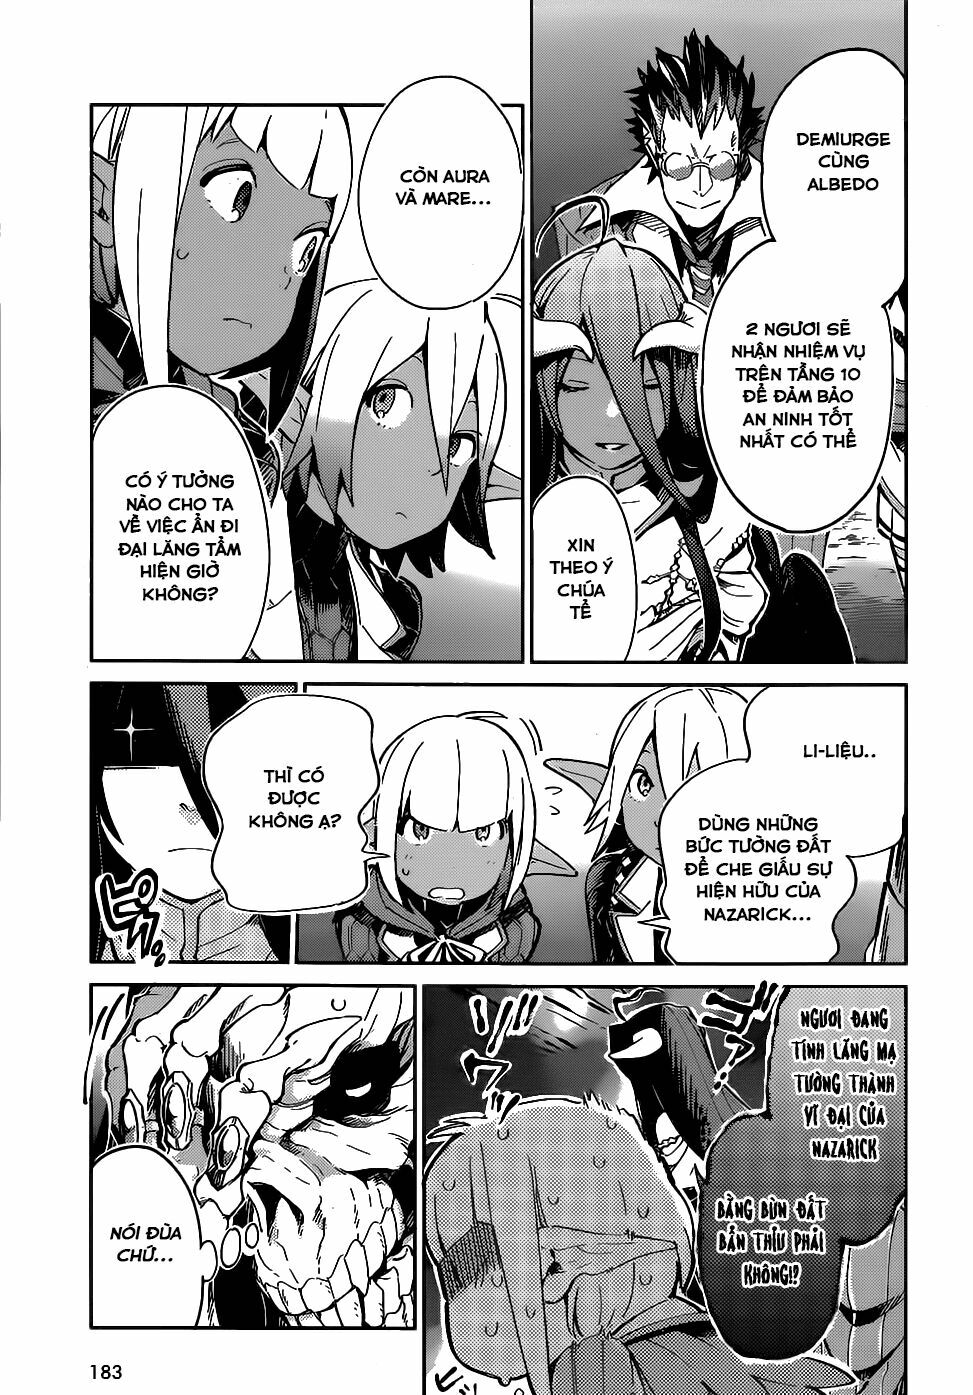 DEMIURGE
CÙNG
ALBEDO
2 NGƯƠI SẼ
NHẬN NHIỆM VỤ
TRÊN TẦNG 10
ĐỂ ĐẢM BẢO
AN NINH TỐT
NHẤT CÓ THỂ
XIN
THEO Ý
CHÚA
TỂ
CÒN AURA
VÀ MARE...
CÓ Ý TƯỞNG
NÀO CHO TA
VỀ VIỆC ẨN ĐI
ĐẠI LĂNG TẨM
HIỆN GIỜ
KHÔNG?
LI-LIỆU..
DÙNG NHỮNG
BỨC TƯỜNG ĐẤT
ĐỂ CHE GIẤU SỰ
HIỆN HỮU CỦA
NAZARICK...
THÌ CÓ
ĐƯỢC
KHÔNG Ạ?
ピクッ
NGƯƠI ĐANG
TÍNH LĂNG MẠ
TƯỜNG THÀNH
VĨ ĐẠI CỦA
NAZARICK
BẰNG BÙN ĐẤT
BẨN THỈU PHẢI
KHÔNG!?
NÓI ĐÙA
CHỨ...
183